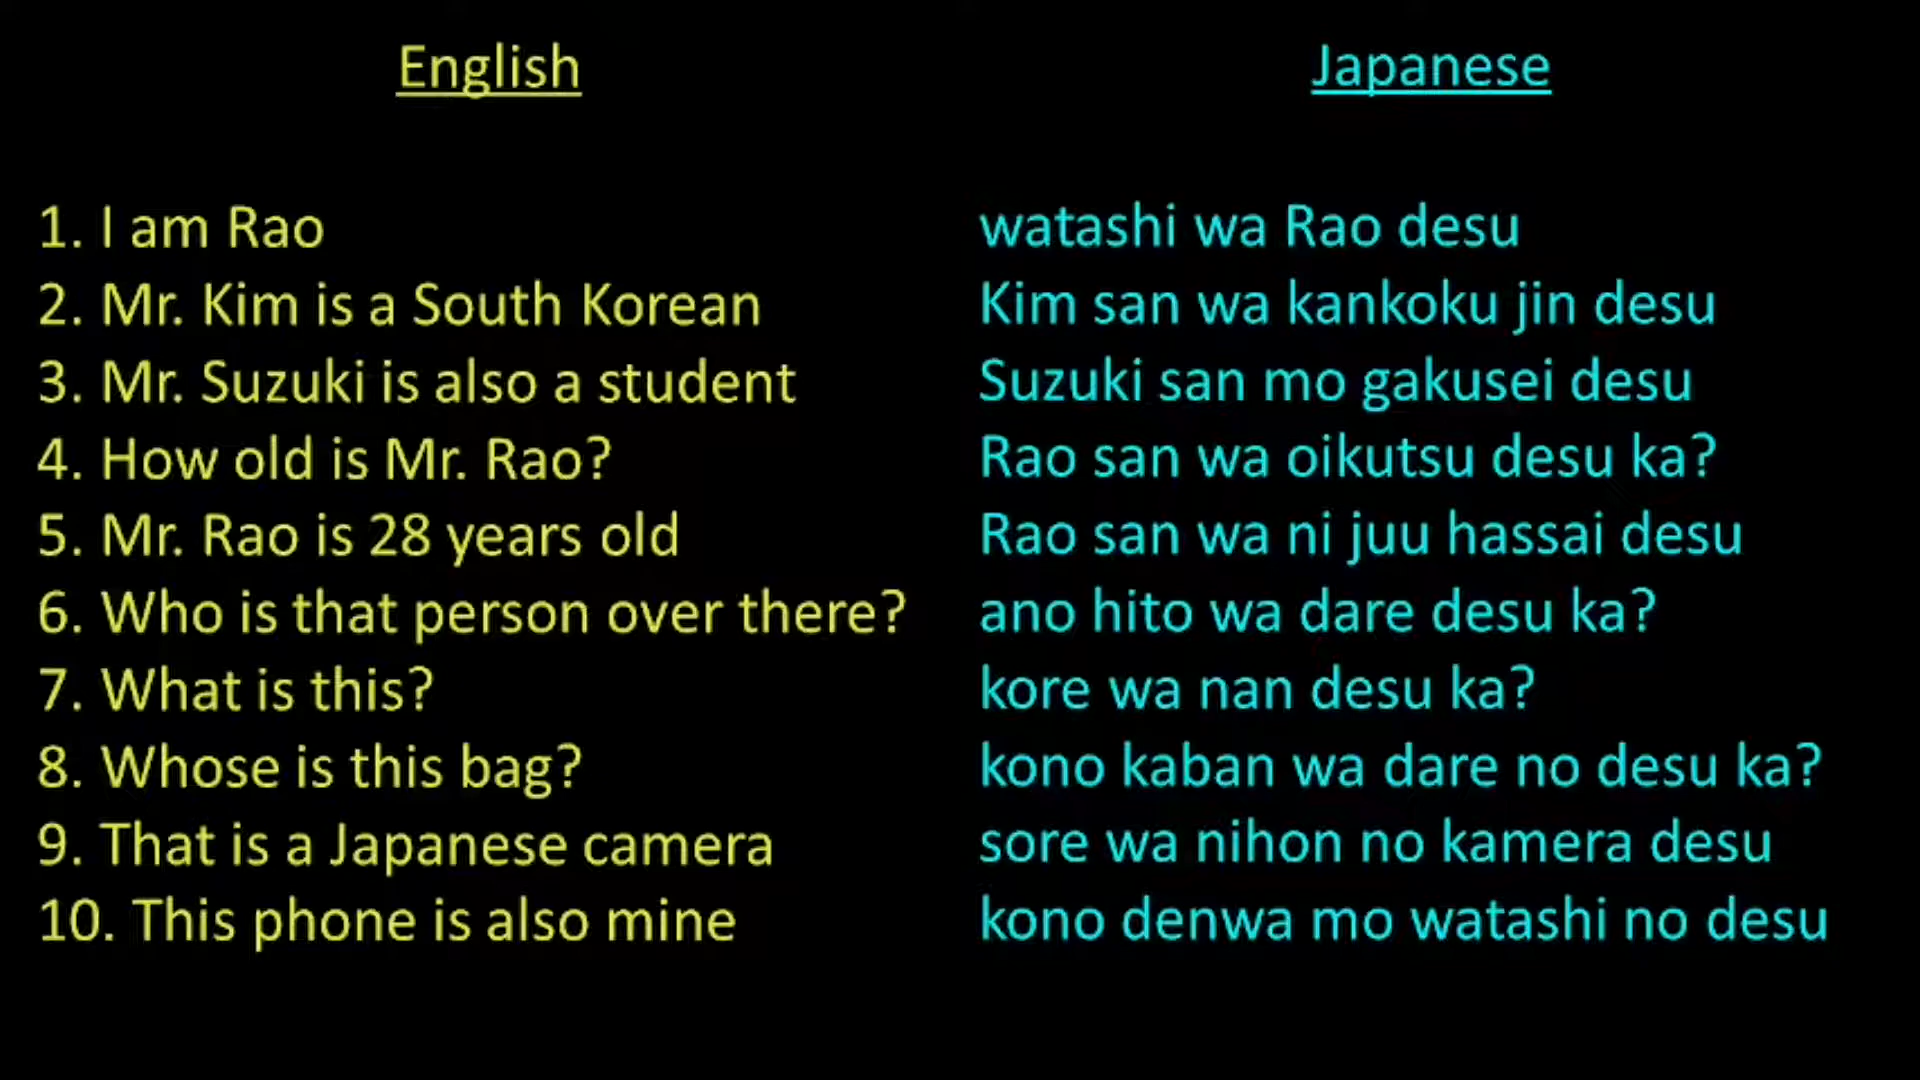 English
Japanese
1. I am Rao
watashi wa Rao desu
2. Mr. Kim is a South Korean
Kim san wa kankoku jin desu
3. Mr. Suzuki is also a student
Suzuki san mo gakusei desu
4. How old is Mr. Rao?
Rao san wa oikutsu desu ka?
5. Mr. Rao is 28 years old
Rao san wa ni juu hassai desu
6. Who is that person over there?
ano hito wa dare desu ka?
7. What is this?
kore wa nan desu ka?
8. Whose is this bag?
kono kaban wa dare no desu ka?
9. That is a Japanese camera
sore wa nihon no kamera desu
10. This phone is also mine
kono denwa mo watashi no desu